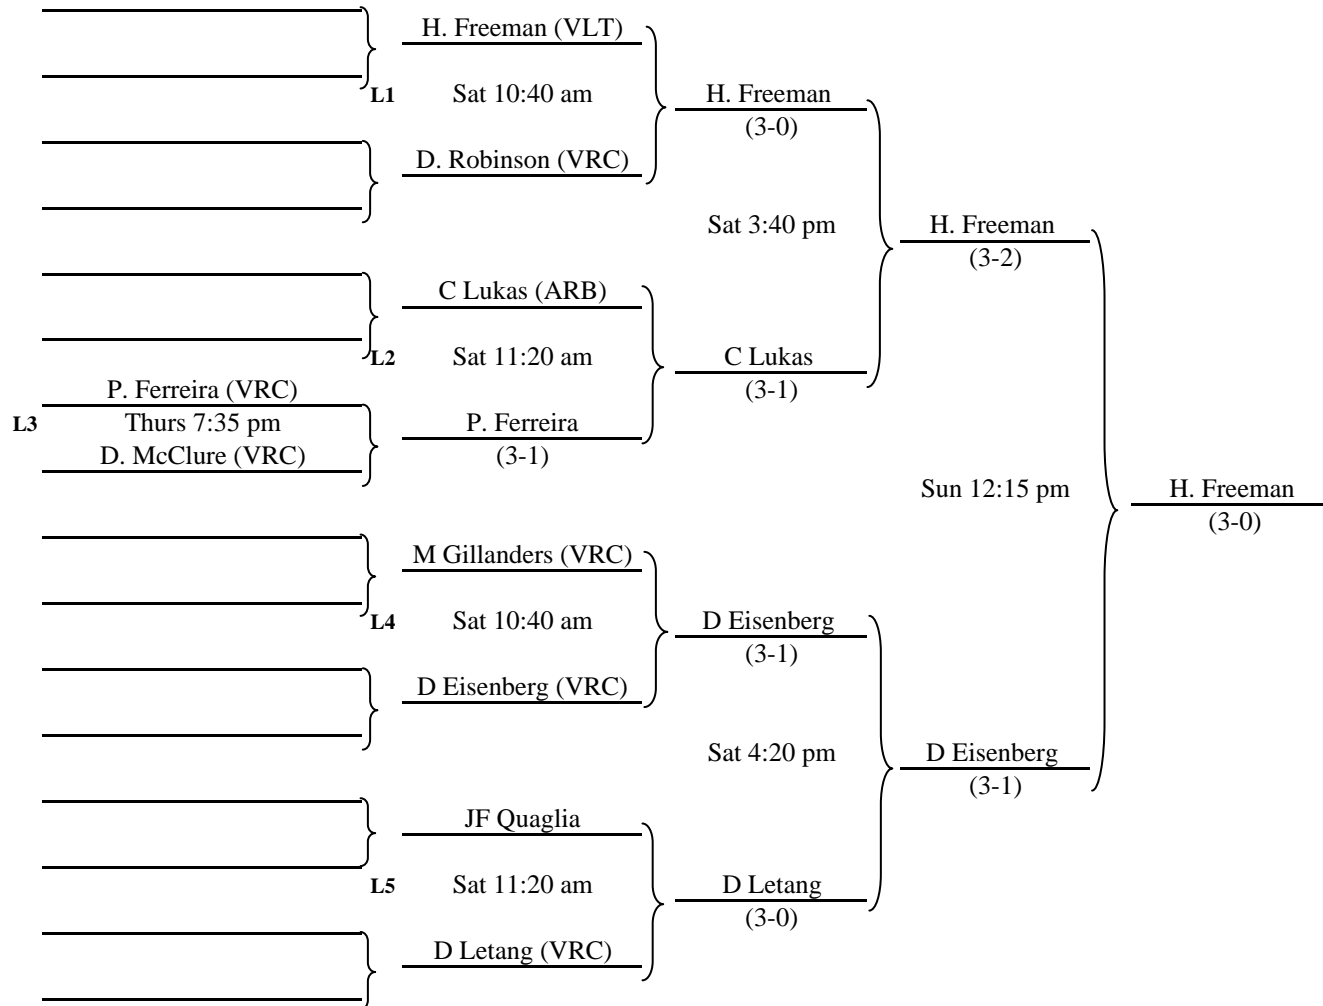 H. Freeman (VLT)
L1
Sat 10:40 am
H. Freeman
(3-0)
D. Robinson (VRC)
Sat 3:40 pm
H. Freeman
(3-2)
C Lukas (ARB)
L2
Sat 11:20 am
C Lukas
(3-1)
P. Ferreira (VRC)
L3
Thurs 7:35 pm
D. McClure (VRC)
P. Ferreira
(3-1)
Sun 12:15 pm
H. Freeman
(3-0)
M Gillanders (VRC)
L4
Sat 10:40 am
D Eisenberg
(3-1)
D Eisenberg (VRC)
Sat 4:20 pm
D Eisenberg
(3-1)
JF Quaglia
L5
Sat 11:20 am
D Letang
(3-0)
D Letang (VRC)